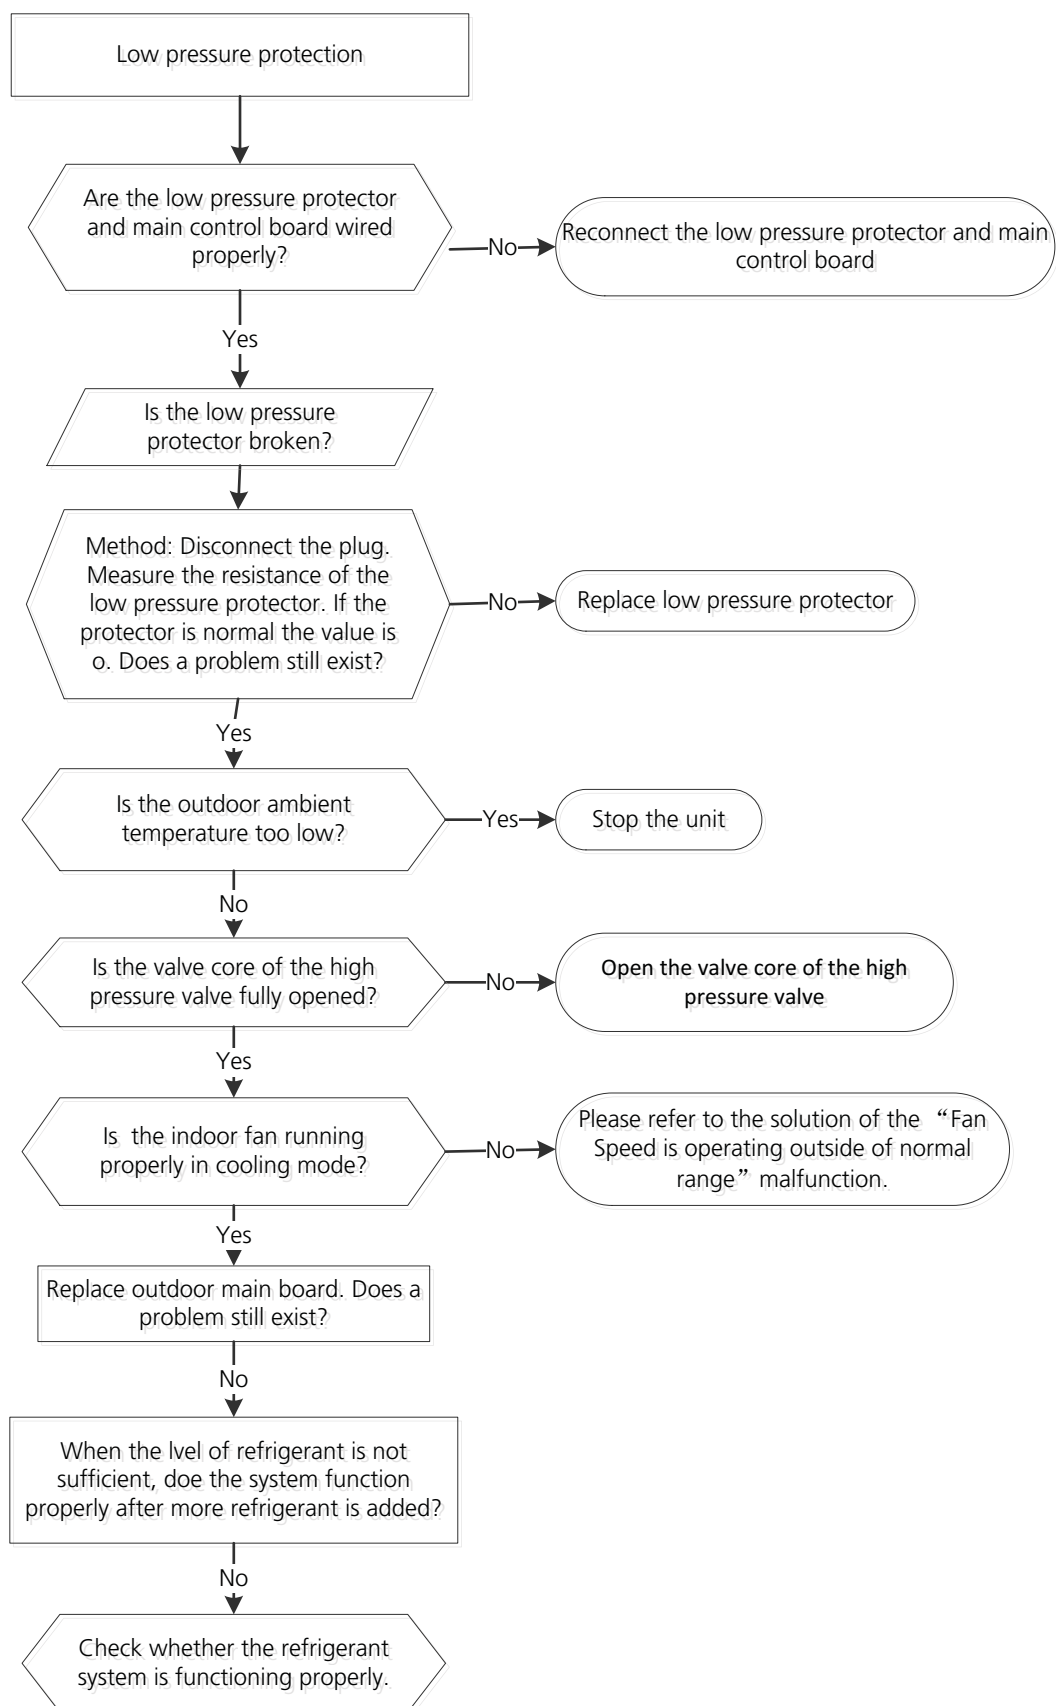 Low pressure protection
Are the low pressure protector
and main control board wired
properly?
No
Reconnect the low pressure protector and main
control board
Yes
Is the low pressure
protector broken?
Method: Disconnect the plug.
Measure the resistance of the
low pressure protector. If the
protector is normal the value is
o. Does a problem still exist?
No
Replace low pressure protector
Yes
Is the outdoor ambient
temperature too low?
Yes
Stop the unit
No
Is the valve core of the high
pressure valve fully opened?
No
Open the valve core of the high
pressure valve
Yes
Is the indoor fan running
properly in cooling mode?
No
Please refer to the solution of the “Fan
Speed is operating outside of normal
range” malfunction.
Yes
Replace outdoor main board. Does a
problem still exist?
No
When the lvel of refrigerant is not
sufficient, doe the system function
properly after more refrigerant is added?
No
Check whether the refrigerant
system is functioning properly.